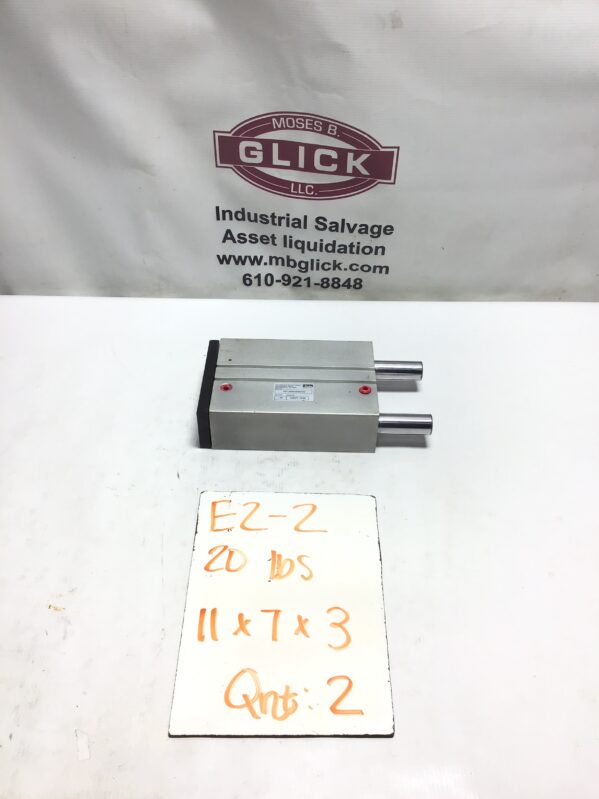 MOSES B.
GLICK
LLC.
Industrial Salvage
Asset liquidation
www.mbglick.com
610-921-8848
E2-2
20 lbs
11 x 7 x 3
Qnt: 2